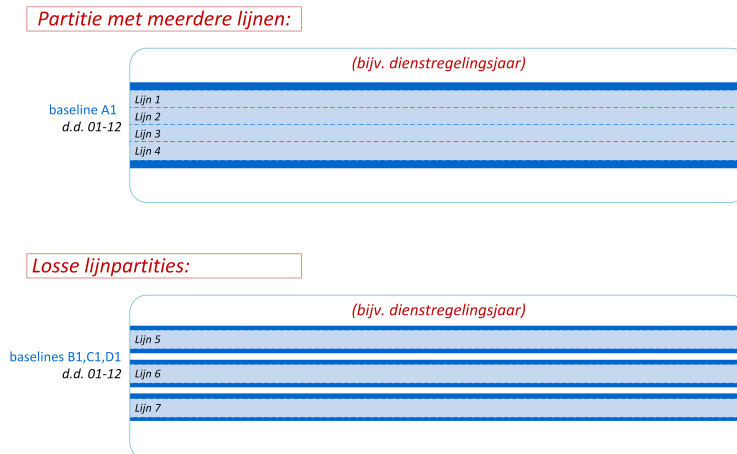 Partitie met meerdere lijnen:
(bijv. dienstregelingsjaar)
baseline A1
d.d. 01-12
Lijn 1
Lijn 2
Lijn 3
Lijn 4
Losse lijnpartities:
(bijv. dienstregelingsjaar)
baselines B1,C1,D1
d.d. 01-12
Lijn 5
Lijn 6
Lijn 7